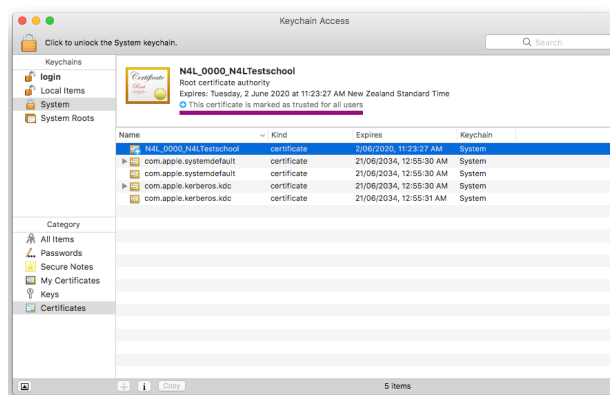 Keychain Access
Click to unlock the System keychain.
Search
Keychains
login
Local Items
System
System Roots
Certificate
Root
N4L_0000_N4LTestschool
Root certificate authority
Expires: Tuesday, 2 June 2020 at 11:23:27 AM New Zealand Standard Time
This certificate is marked as trusted for all users
Name Kind Expires Keychain
N4L_0000_N4LTestschool certificate 2/06/2020, 11:23:27 AM System
com.apple.systemdefault certificate 21/06/2034, 12:55:30 AM System
com.apple.systemdefault certificate 21/06/2034, 12:55:30 AM System
com.apple.kerberos.kdc certificate 21/06/2034, 12:55:30 AM System
com.apple.kerberos.kdc certificate 21/06/2034, 12:55:31 AM System
Category
All Items
Passwords
Secure Notes
My Certificates
Keys
Certificates
+ i Copy
5 items